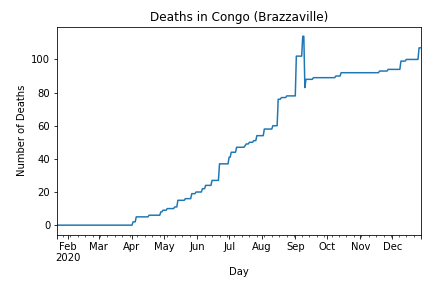 Deaths in Congo (Brazzaville)
Number of Deaths
100
80
60
40
20
0
Feb Mar Apr May Jun Jul Aug Sep Oct Nov Dec
2020
Day